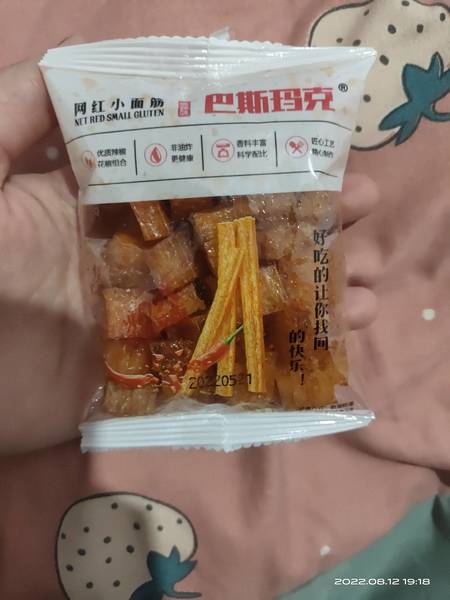 网红小面筋
NET RED SMALL GLUTEN
巴斯玛克®
优质辣椒
花椒组合
非油炸
更健康
香料丰富
科学配比
匠心工艺
精心制作
好吃的让你找回
的快乐！
20220521
2022.08.12 19:18